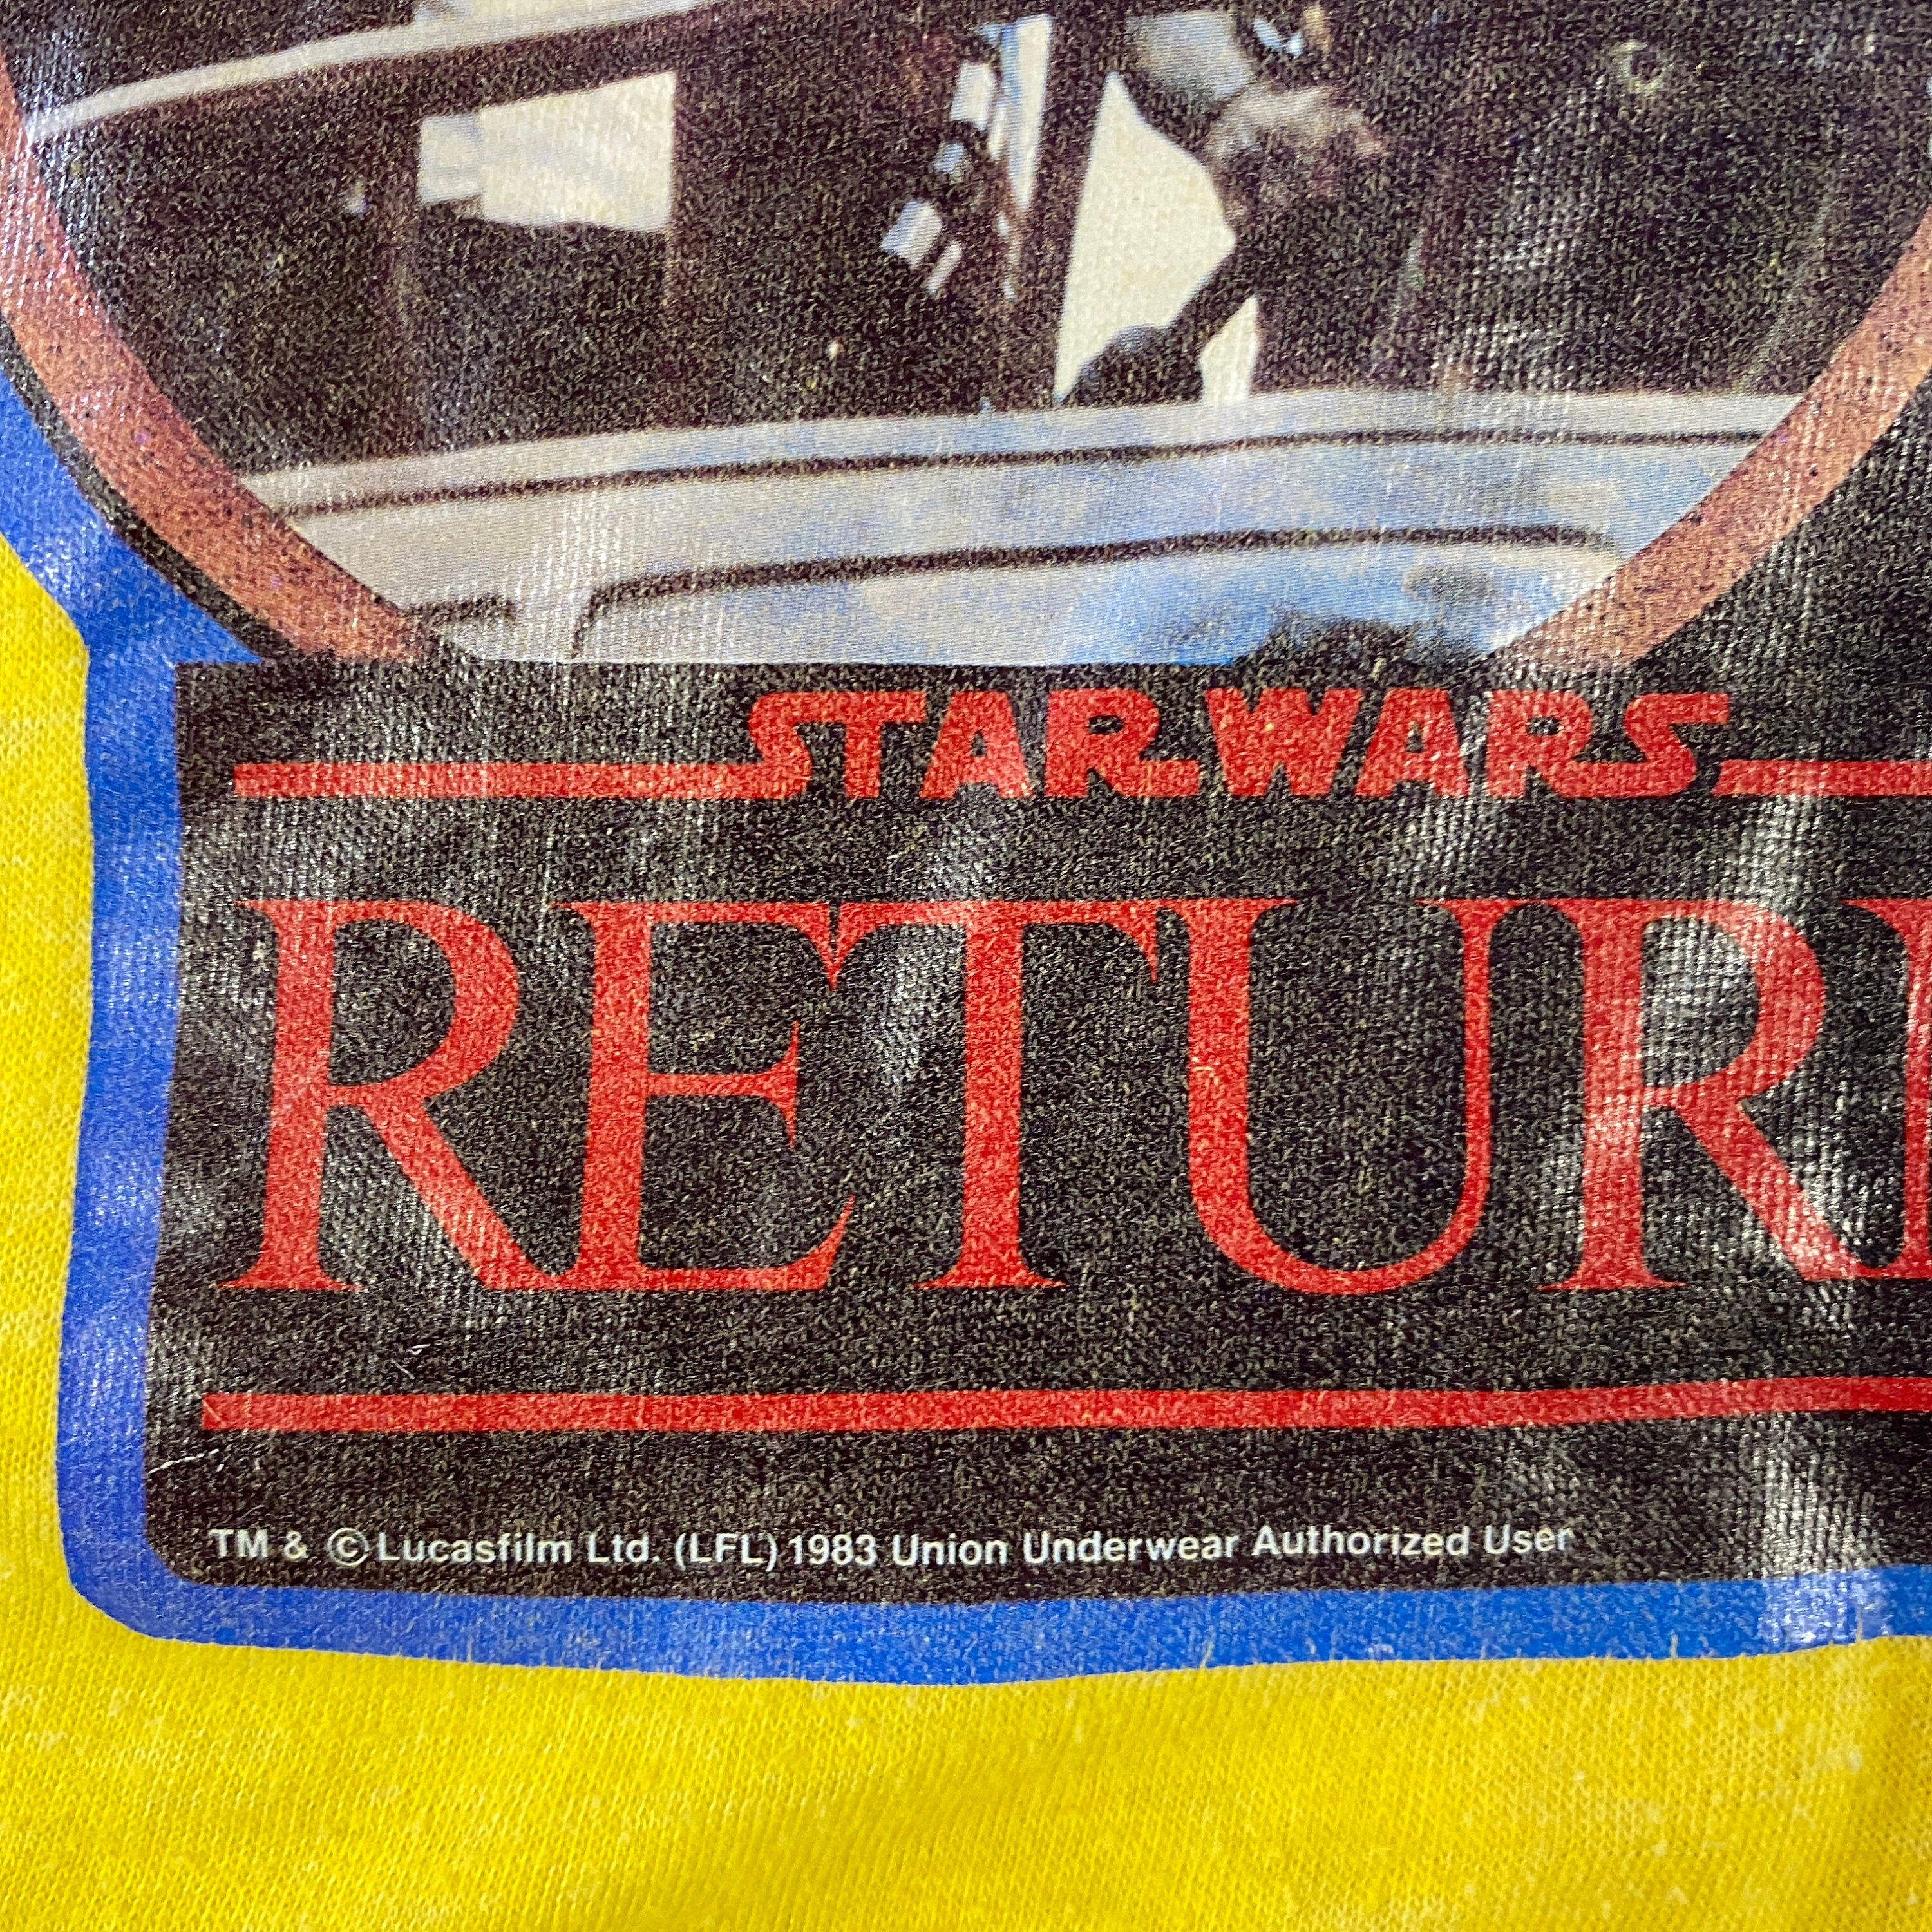 STAR WARS
RETUR
TM & ©Lucasfilm Ltd. (LFL) 1983 Union Underwear Authorized User